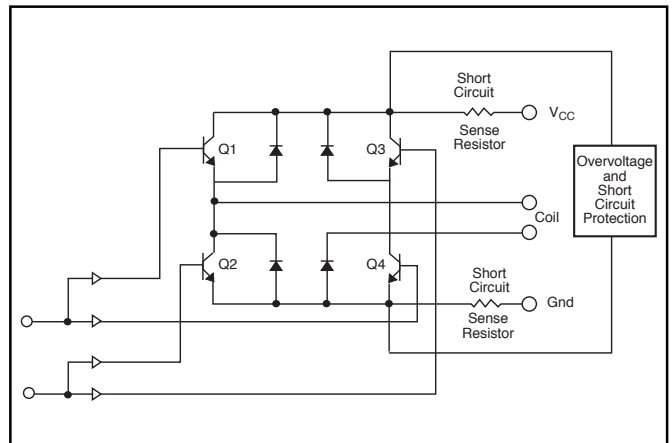 Short
Circuit
V_CC
Sense
Resistor
Q1
Q3
Overvoltage
and
Short
Circuit
Protection
Coil
Q2
Q4
Short
Circuit
Gnd
Sense
Resistor